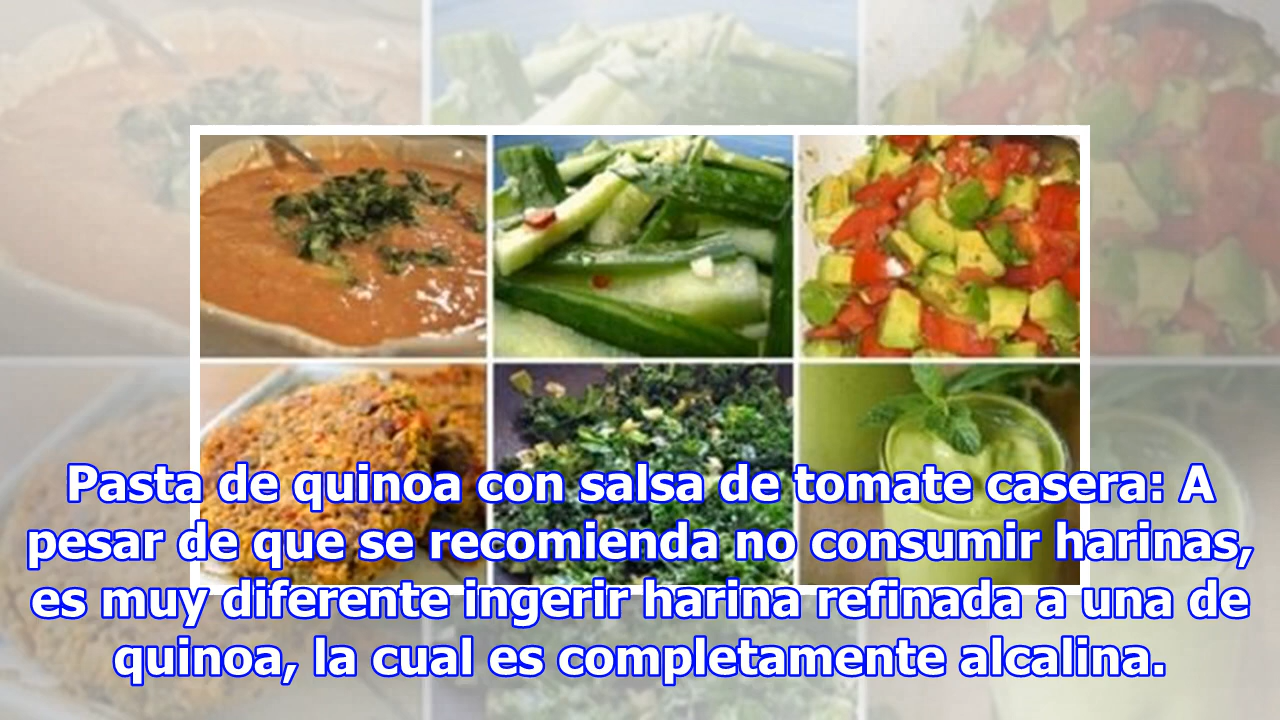 Pasta de quinoa con salsa de tomate casera: A
pesar de que se recomienda no consumir harinas,
es muy diferente ingerir harina refinada a una de
quinoa, la cual es completamente alcalina.